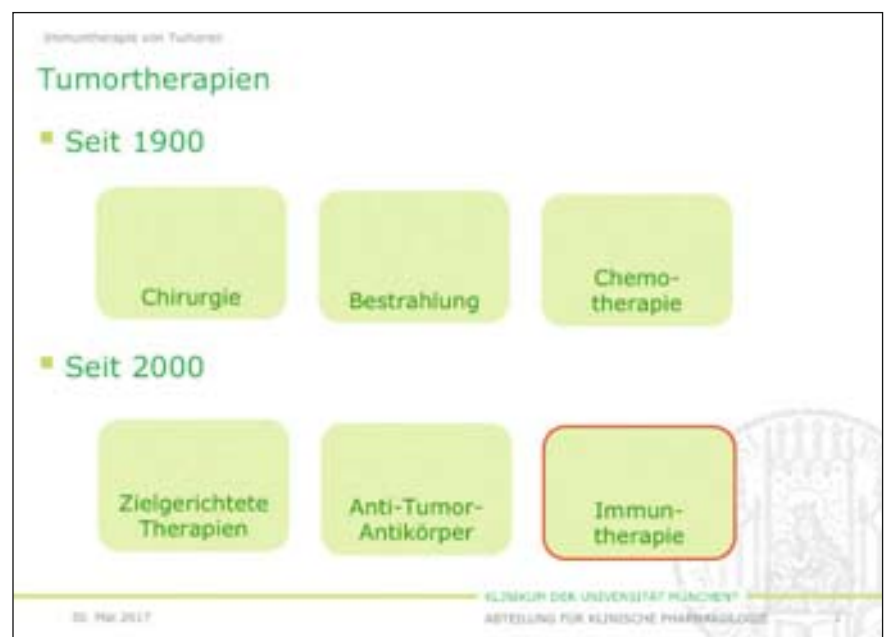 Immuntherapie von Tumoren
Tumortherapien
Seit 1900
Chirurgie
Bestrahlung
Chemo-
therapie
Seit 2000
Zielgerichtete
Therapien
Anti-Tumor-
Antikörper
Immun-
therapie
KLINIKUM DER UNIVERSITÄT MÜNCHEN®
Mai 2017
ABTEILUNG FÜR KLINISCHE PHARMAKOLOGIE